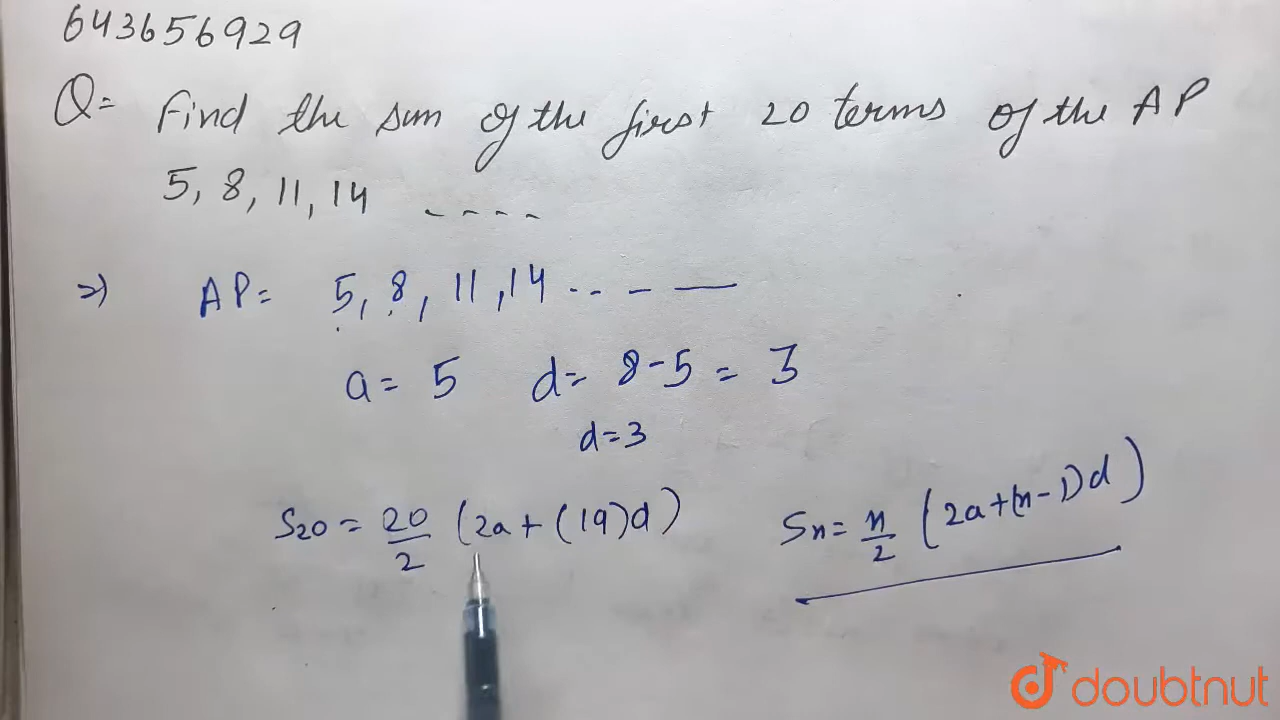 643656929
Q= Find the sum of the first 20 terms of the AP
5, 8, 11, 14 ----
=) AP= 5, 8, 11, 14 ..--—
a= 5 d= 8-5 = 3
d=3
S20 = 20/2 (2a+(19)d) Sn= n/2 (2a+(n-1)d)
doubtnut